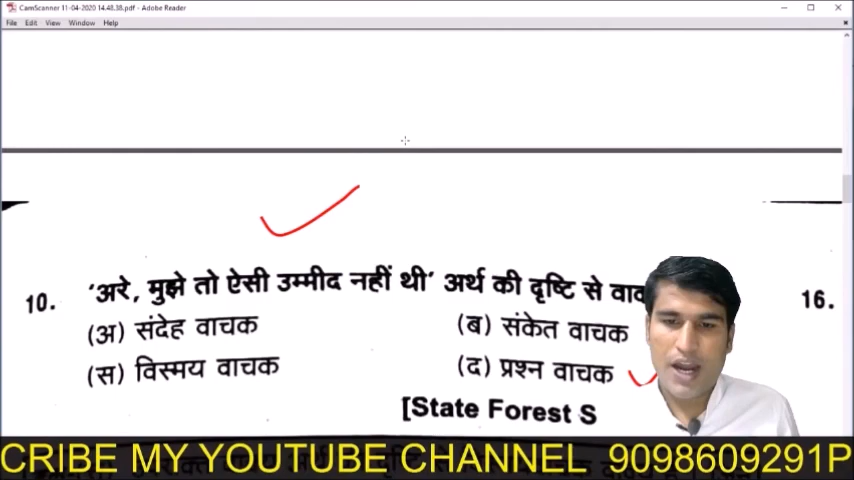 CamScanner 11-04-2020 14.48.38.pdf - Adobe Reader
File Edit View Window Help
10. 'अरे, मुझे तो ऐसी उम्मीद नहीं थी' अर्थ की दृष्टि से
16.
(अ) संदेह वाचक (ब) संकेत वाचक
(स) विस्मय वाचक (द) प्रश्न वाचक
[State Forest S
CRIBE MY YOUTUBE CHANNEL 9098609291P